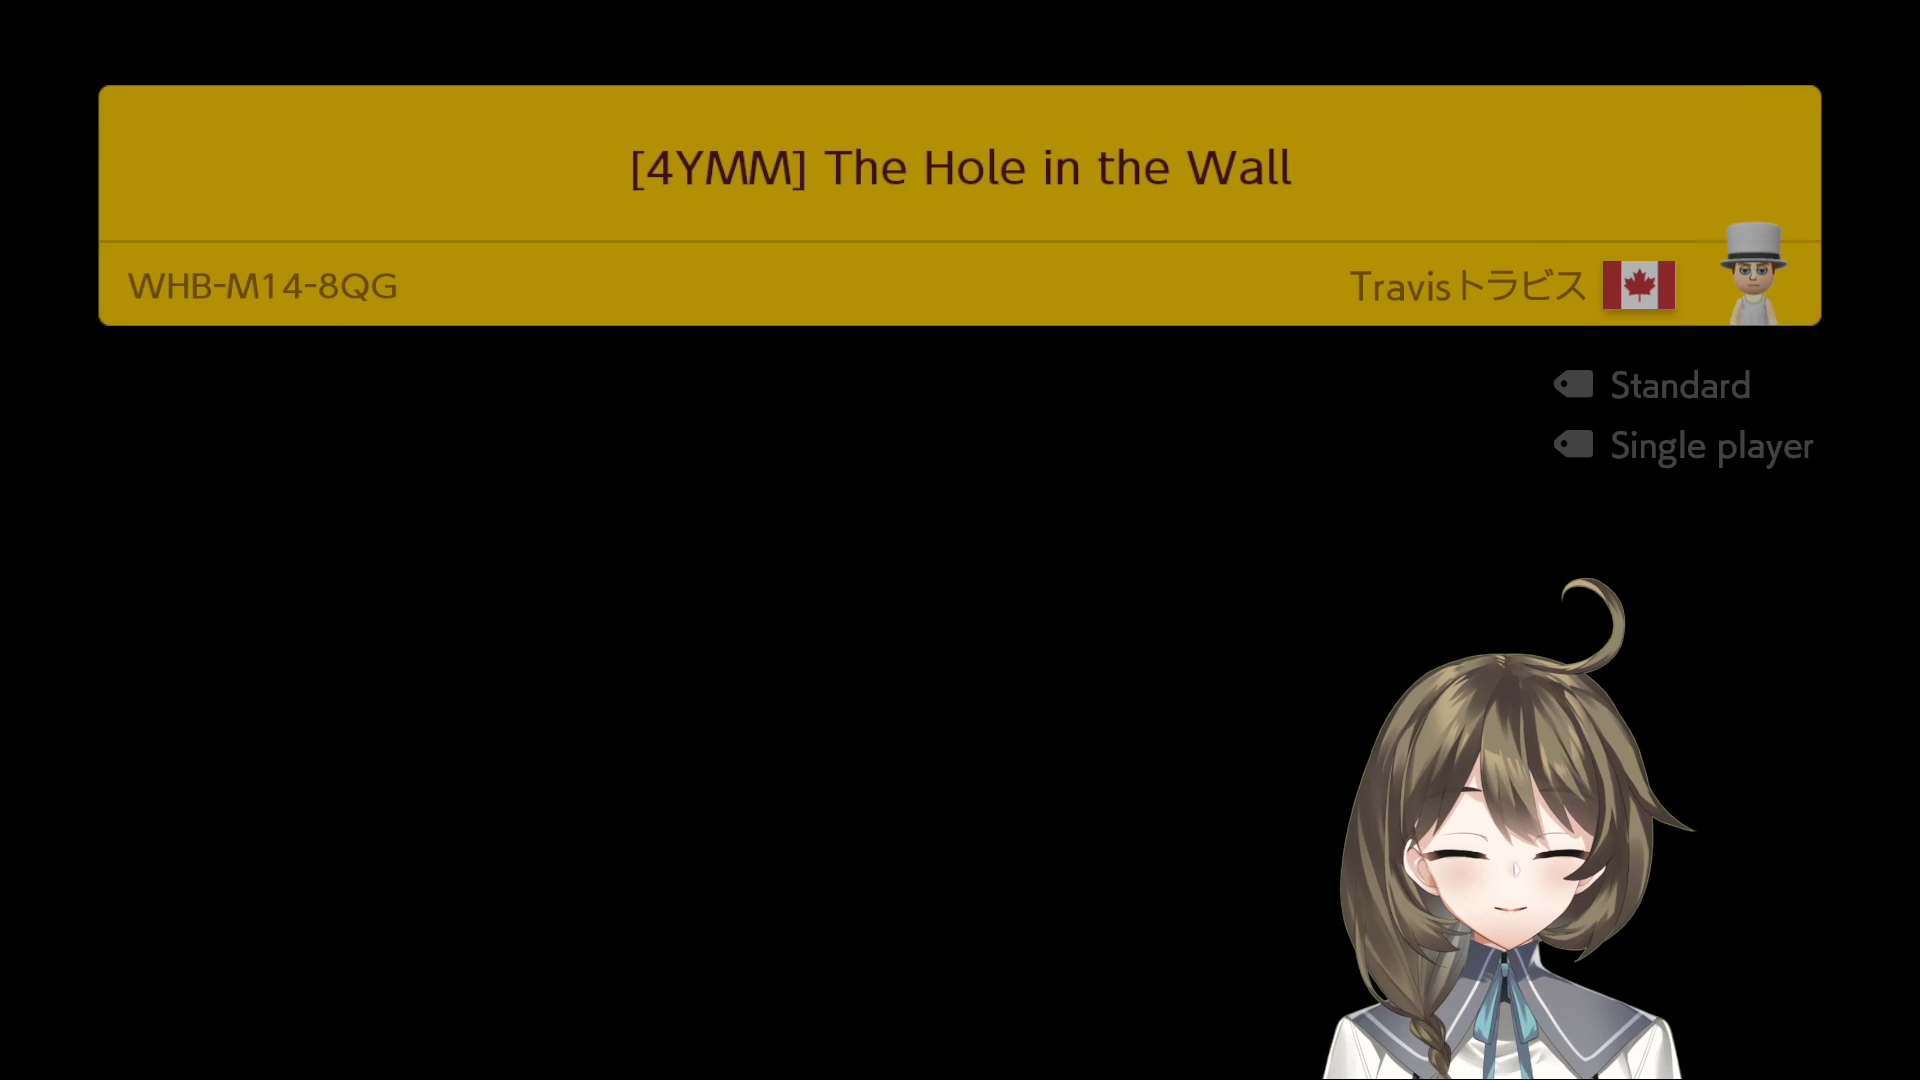 [4YMM] The Hole in the Wall
WHB-M14-8QG
Travisトラビス
Standard
Single player